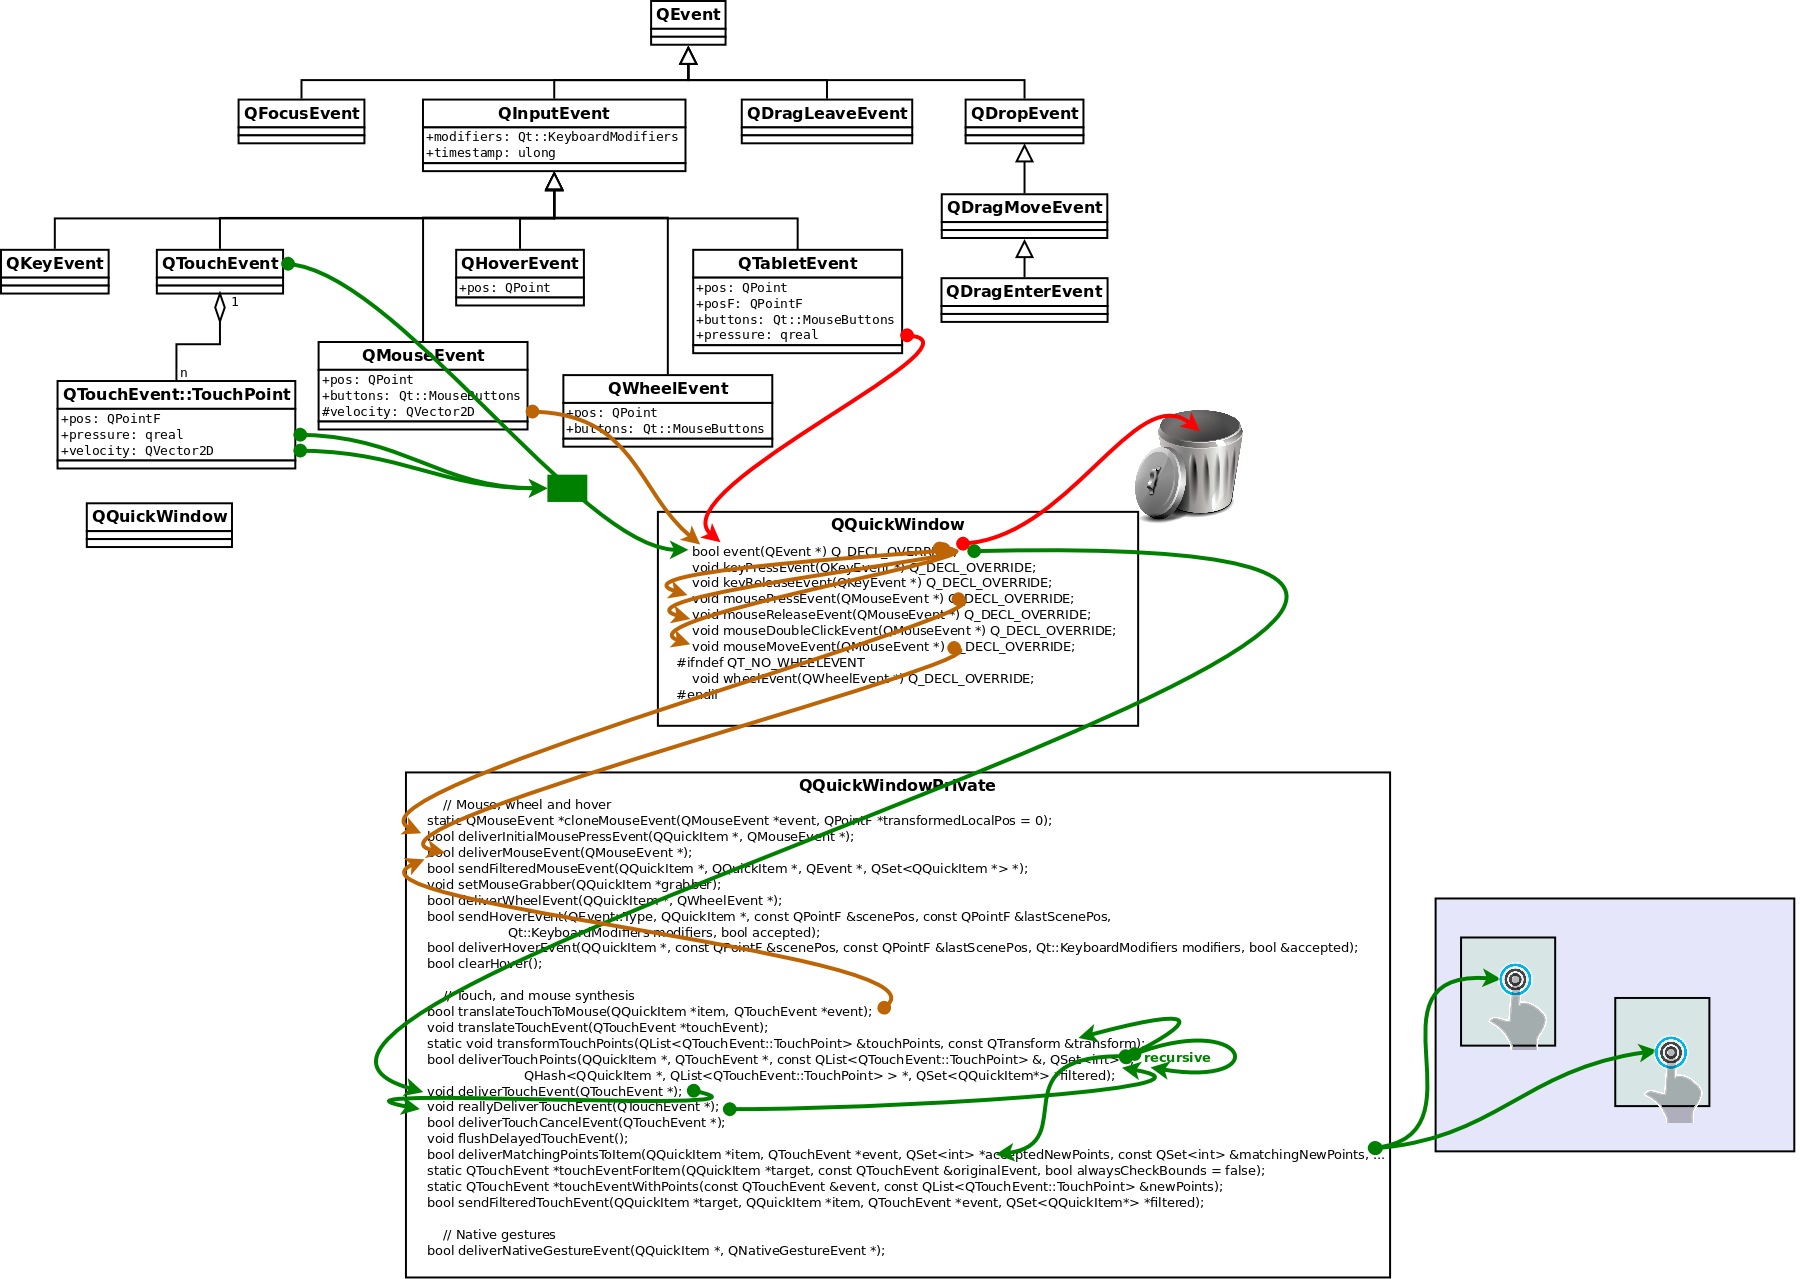 QEvent
QFocusEvent
QInputEvent
+modifiers: Qt::KeyboardModifiers
+timestamp: ulong
QDragLeaveEvent
QDropEvent
QDragMoveEvent
QDragEnterEvent
QKeyEvent
QTouchEvent
1
n
QHoverEvent
+pos: QPoint
QTabletEvent
+pos: QPoint
+posF: QPointF
+buttons: Qt::MouseButtons
+pressure: qreal
QMouseEvent
+pos: QPoint
+buttons: Qt::MouseButtons
#velocity: QVector2D
QWheelEvent
+pos: QPoint
+buttons: Qt::MouseButtons
QTouchEvent::TouchPoint
+pos: QPointF
+pressure: qreal
+velocity: QVector2D
QQuickWindow
QQuickWindow
bool event(QEvent *) Q_DECL_OVERRIDE;
void keyPressEvent(QKeyEvent *) Q_DECL_OVERRIDE;
void keyReleaseEvent(QKeyEvent *) Q_DECL_OVERRIDE;
void mousePressEvent(QMouseEvent *) Q_DECL_OVERRIDE;
void mouseReleaseEvent(QMouseEvent *) Q_DECL_OVERRIDE;
void mouseDoubleClickEvent(QMouseEvent *) Q_DECL_OVERRIDE;
void mouseMoveEvent(QMouseEvent *) Q_DECL_OVERRIDE;
#ifndef QT_NO_WHEELEVENT
void wheelEvent(QWheelEvent *) Q_DECL_OVERRIDE;
#endif
QQuickWindowPrivate
// Mouse, wheel and hover
static QMouseEvent *cloneMouseEvent(QMouseEvent *event, QPointF *transformedLocalPos = 0);
bool deliverInitialMousePressEvent(QQuickItem *, QMouseEvent *);
bool deliverMouseEvent(QMouseEvent *);
bool sendFilteredMouseEvent(QQuickItem *, QQuickItem *, QEvent *, QSet<QQuickItem *> *);
void setMouseGrabber(QQuickItem *grabber);
bool deliverWheelEvent(QQuickItem *, QWheelEvent *);
bool sendHoverEvent(QEvent::Type, QQuickItem *, const QPointF &scenePos, const QPointF &lastScenePos,
Qt::KeyboardModifiers modifiers, bool accepted);
bool deliverHoverEvent(QQuickItem *, const QPointF &scenePos, const QPointF &lastScenePos, Qt::KeyboardModifiers modifiers, bool &accepted);
bool clearHover();
// Touch, and mouse synthesis
bool translateTouchToMouse(QQuickItem *item, QTouchEvent *event);
void translateTouchEvent(QTouchEvent *touchEvent);
static void transformTouchPoints(QList<QTouchEvent::TouchPoint> &touchPoints, const QTransform &transform);
bool deliverTouchPoints(QQuickItem *, QTouchEvent *, const QList<QTouchEvent::TouchPoint> &, QSet<int>
recursive
QHash<QQuickItem *, QList<QTouchEvent::TouchPoint> > *, QSet<QQuickItem*> *filtered);
void deliverTouchEvent(QTouchEvent *);
void reallyDeliverTouchEvent(QTouchEvent *);
bool deliverTouchCancelEvent(QTouchEvent *);
void flushDelayedTouchEvent();
bool deliverMatchingPointsToItem(QQuickItem *item, QTouchEvent *event, QSet<int> *acceptedNewPoints, const QSet<int> &matchingNewPoints, ...
static QTouchEvent *touchEventForItem(QQuickItem *target, const QTouchEvent &originalEvent, bool alwaysCheckBounds = false);
static QTouchEvent *touchEventWithPoints(const QTouchEvent &event, const QList<QTouchEvent::TouchPoint> &newPoints);
bool sendFilteredTouchEvent(QQuickItem *target, QQuickItem *item, QTouchEvent *event, QSet<QQuickItem*> *filtered);
// Native gestures
bool deliverNativeGestureEvent(QQuickItem *, QNativeGestureEvent *);